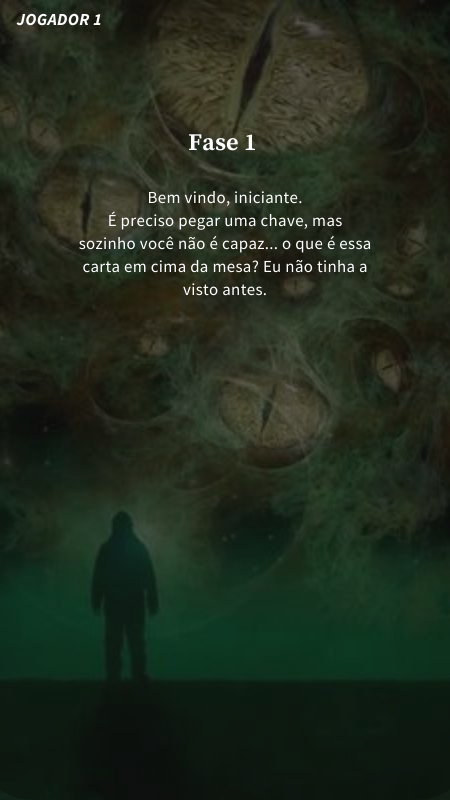 JOGADOR 1
Fase 1
Bem vindo, iniciante.
É preciso pegar uma chave, mas
sozinho você não é capaz... o que é essa
carta em cima da mesa? Eu não tinha a
visto antes.